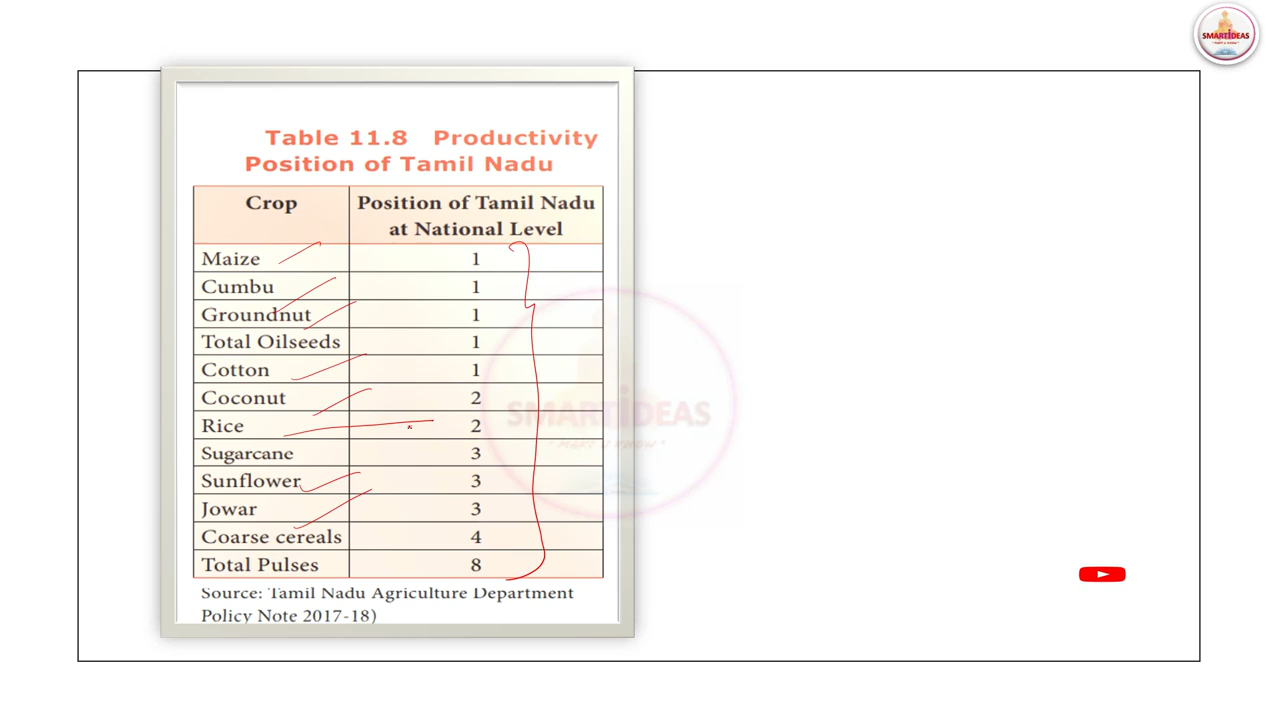 SMARTIDEAS
Table 11.8 Productivity
Position of Tamil Nadu
Crop Position of Tamil Nadu
at National Level
Maize 1
Cumbu 1
Groundnut 1
Total Oilseeds 1
Cotton 1
Coconut 2
Rice 2
Sugarcane 3
Sunflower 3
Jowar 3
Coarse cereals 4
Total Pulses 8
Source: Tamil Nadu Agriculture Department
Policy Note 2017-18)
SMARTIDEAS